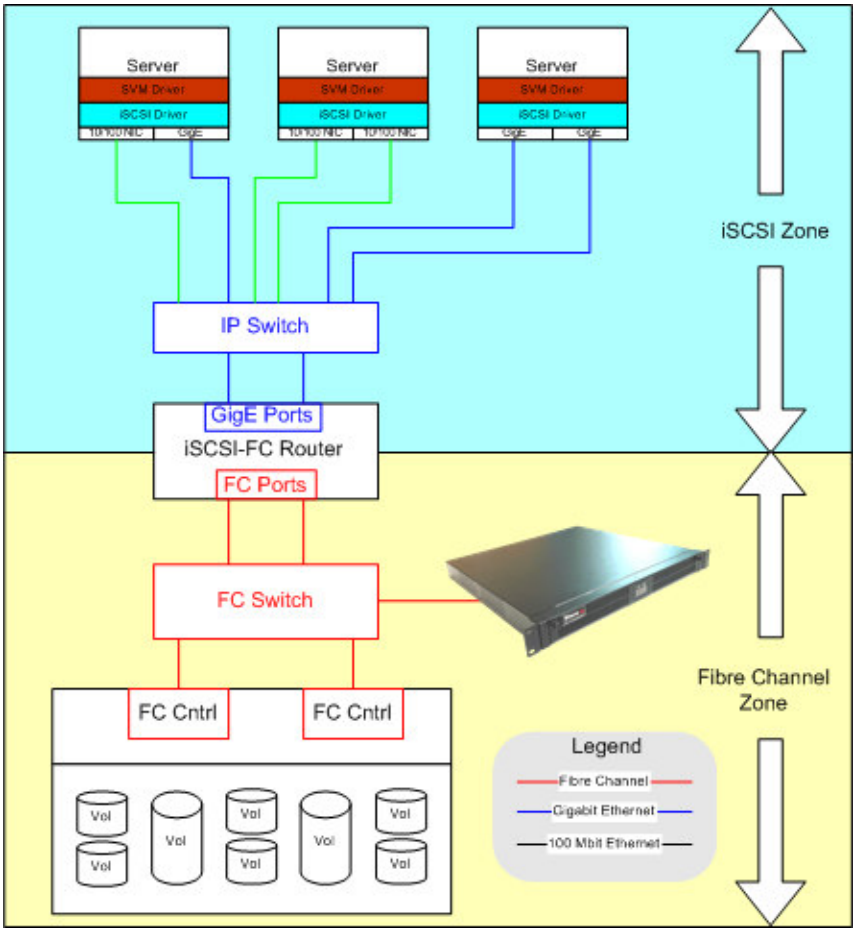 Server
SVM Driver
iSCSI Driver
10/100 NIC
GigE
Server
SVM Driver
iSCSI Driver
10/100 NIC
10/100 NIC
Server
SVM Driver
iSCSI Driver
GigE
GigE
iSCSI Zone
IP Switch
GigE Ports
iSCSI-FC Router
FC Ports
FC Switch
Fibre Channel
Zone
FC Cntrl
FC Cntrl
Vol
Vol
Vol
Vol
Vol
Vol
Vol
Vol
Legend
Fibre Channel
Gigabit Ethernet
100 Mbit Ethernet